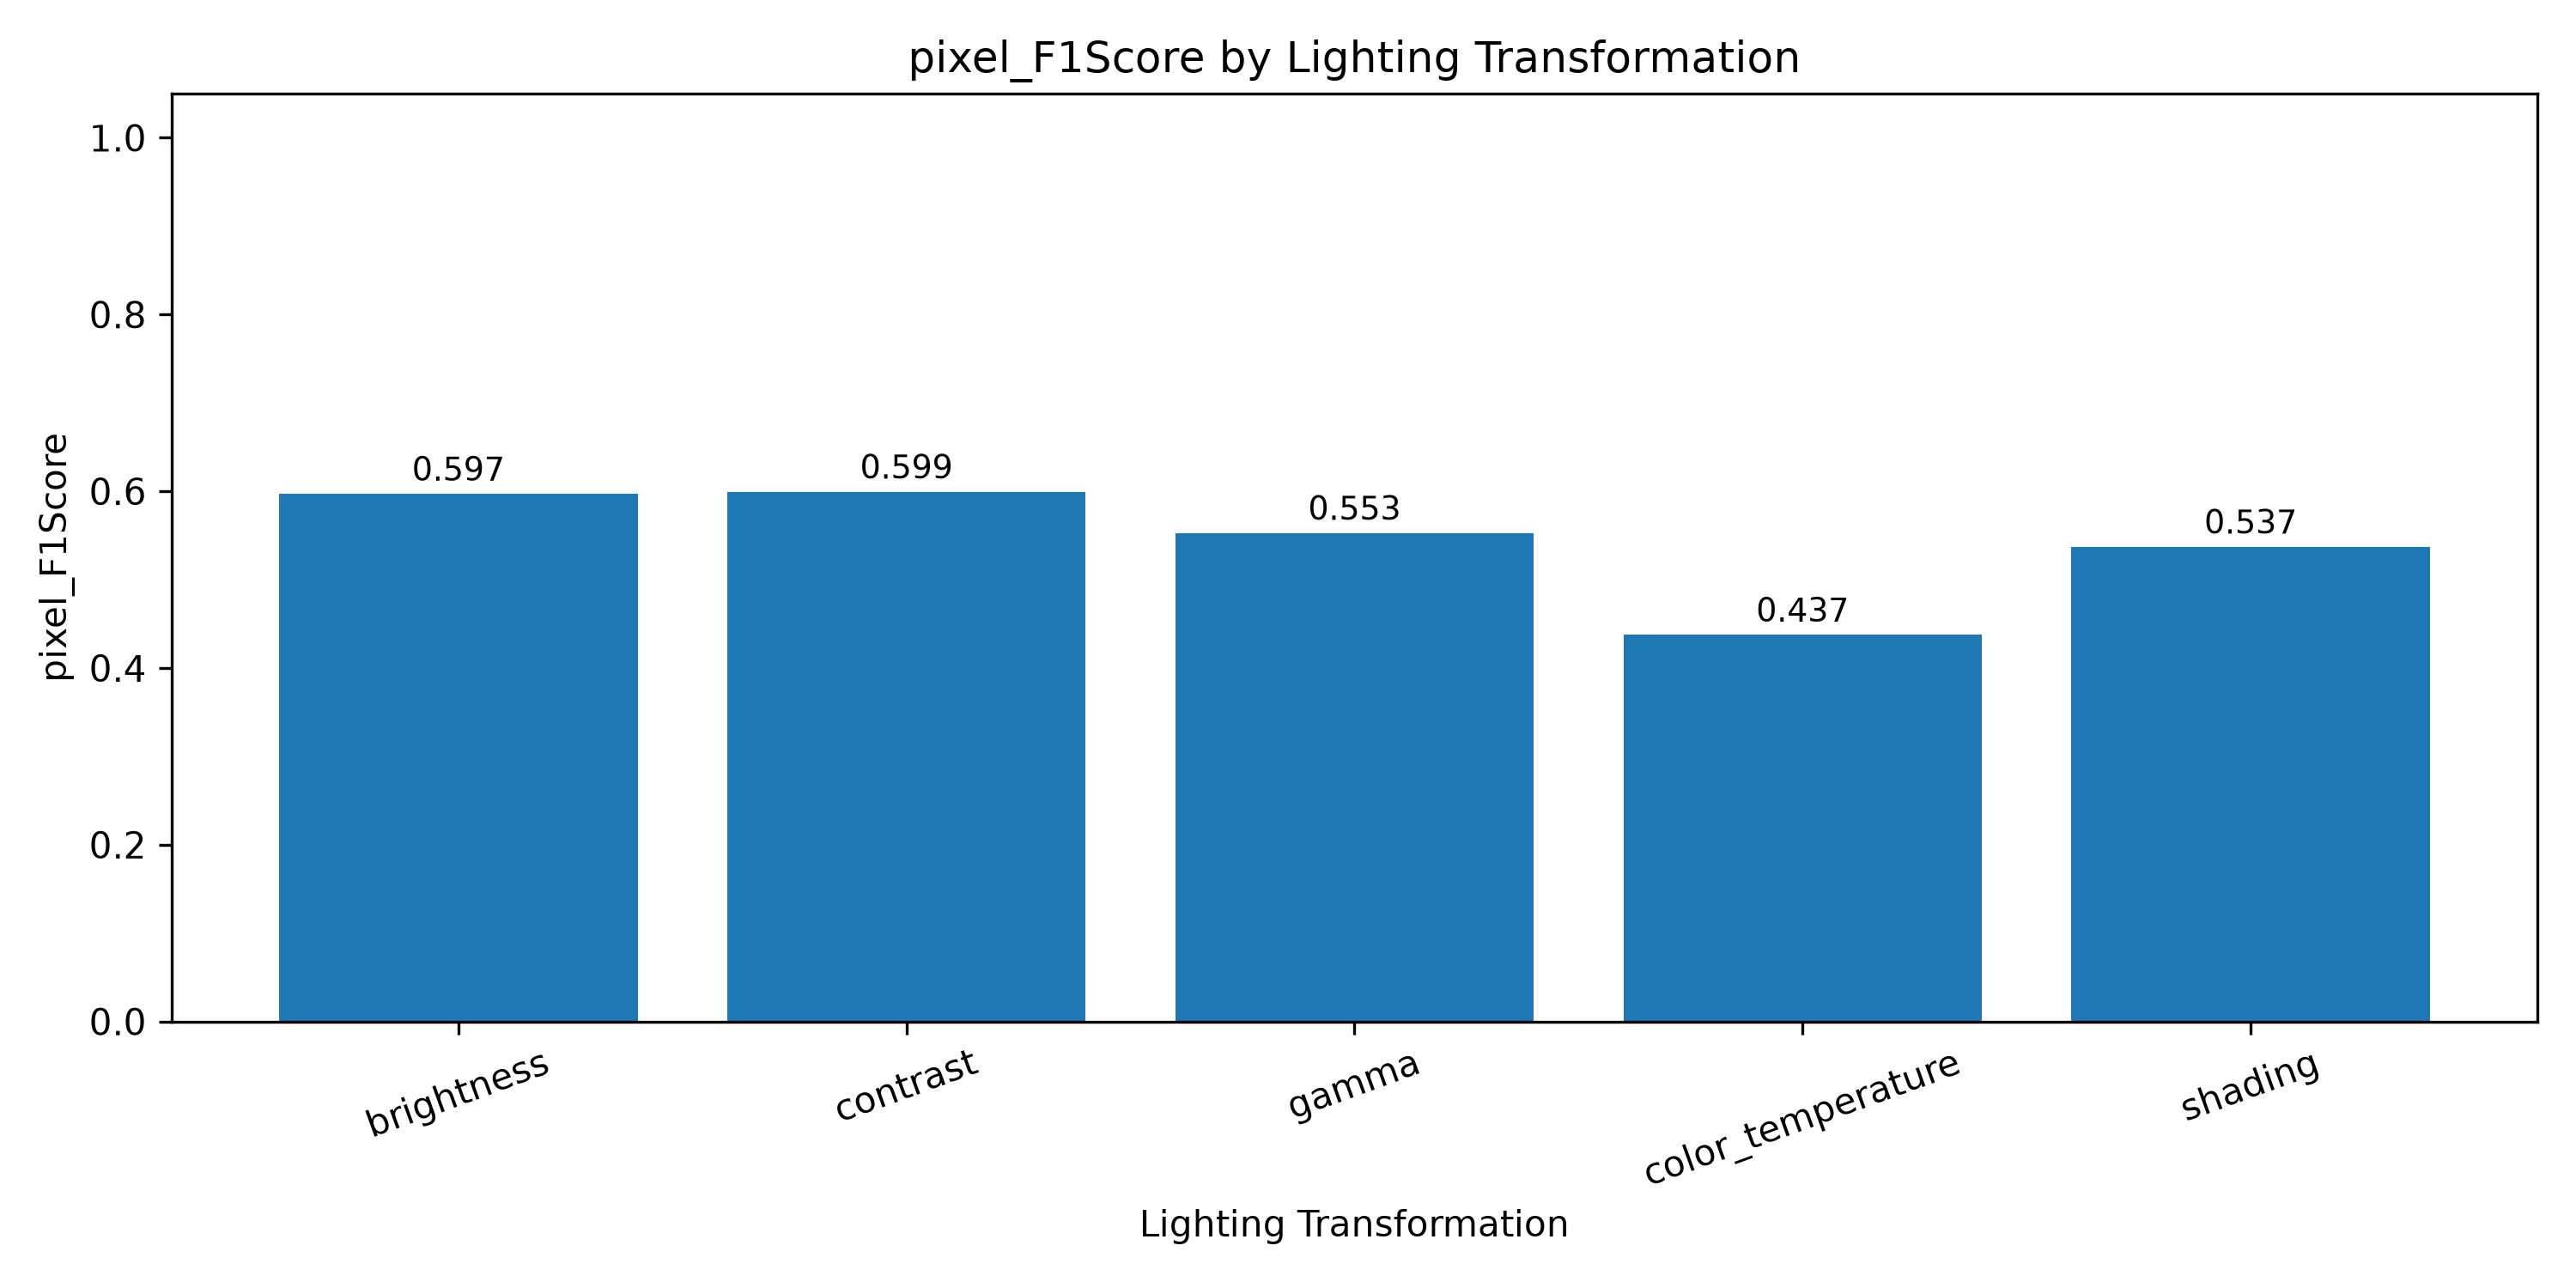 pixel_F1Score by Lighting Transformation
pixel_F1Score
1.0
0.8
0.6
0.4
0.2
0.0
0.597
0.599
0.553
0.437
0.537
brightness
contrast
gamma
color_temperature
shading
Lighting Transformation